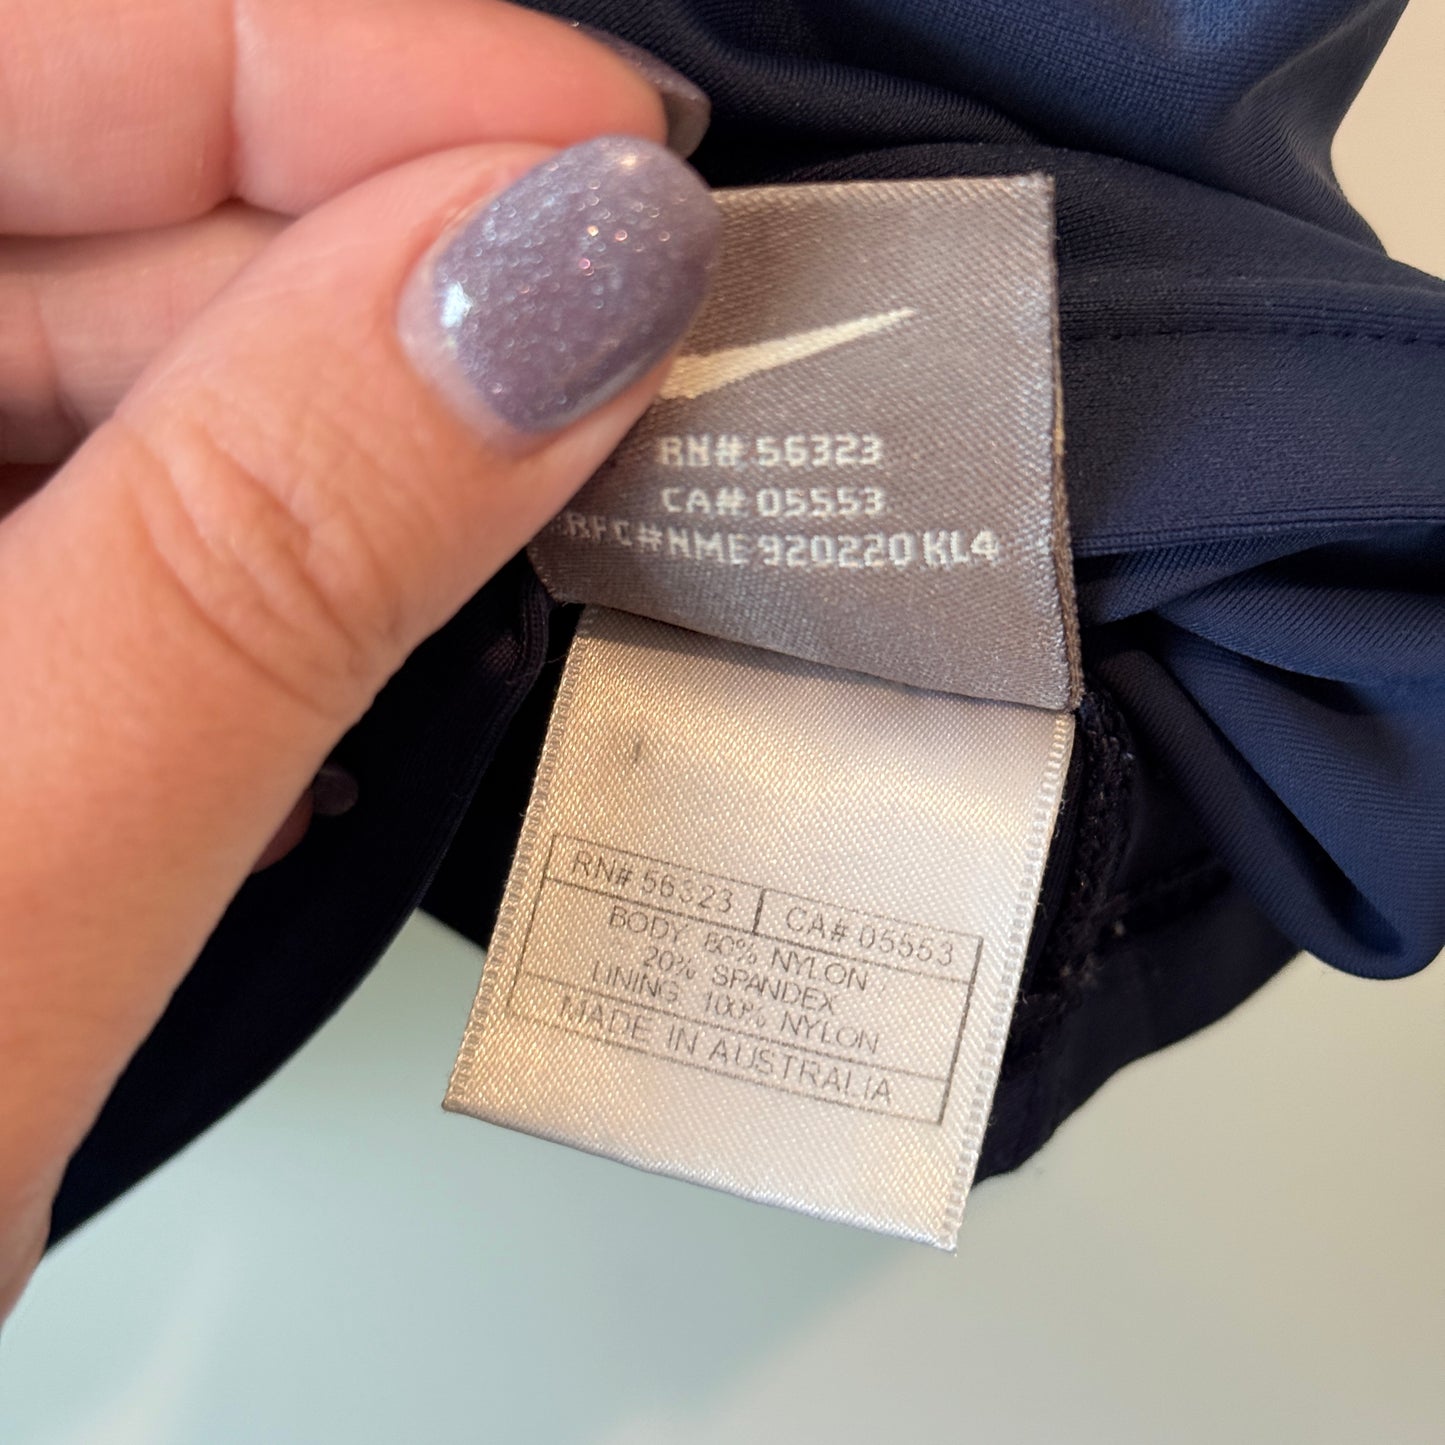 RN# 56323
CA# 05553
RFC#NME 920220 KL4
RN# 56323 CA# 05553
BODY 80% NYLON
20% SPANDEX
LINING 100% NYLON
MADE IN AUSTRALIA